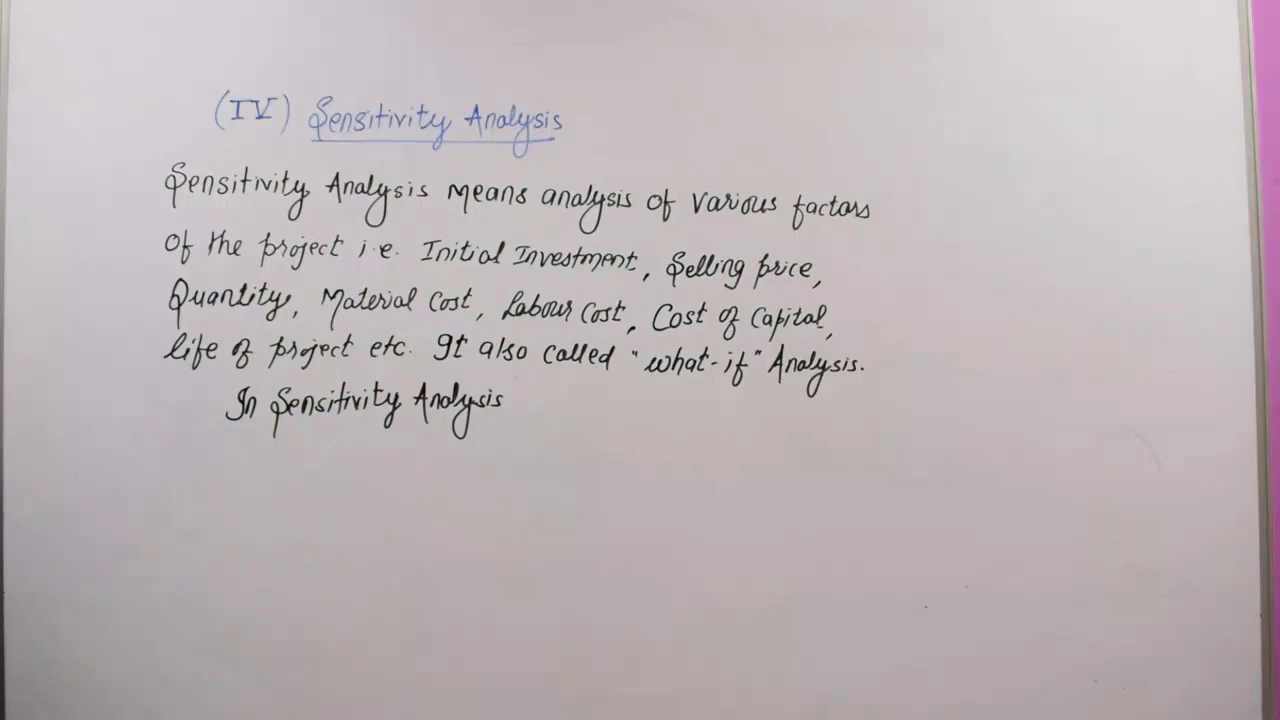 (IV) Sensitivity Analysis
Sensitivity Analysis Means analysis of various factors
of the project i.e. Initial Investment, Selling price,
Quantity, Material Cost, Labour Cost, Cost of Capital,
life of project etc. It also called "what-if" Analysis.
In Sensitivity Analysis